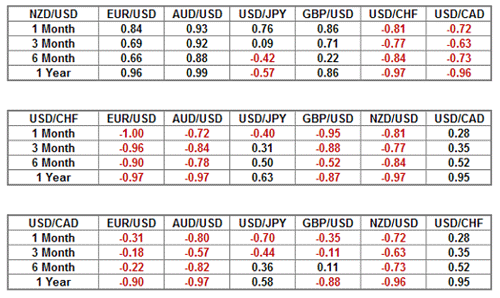 NZD/USD EUR/USD AUD/USD USD/JPY GBP/USD USD/CHF USD/CAD
1 Month 0.84 0.93 0.76 0.86 -0.81 -0.72
3 Month 0.69 0.92 0.09 0.71 -0.77 -0.63
6 Month 0.66 0.88 -0.42 0.22 -0.84 -0.73
1 Year 0.96 0.99 -0.57 0.86 -0.97 -0.96
USD/CHF EUR/USD AUD/USD USD/JPY GBP/USD NZD/USD USD/CAD
1 Month -1.00 -0.72 -0.40 -0.95 -0.81 0.28
3 Month -0.96 -0.84 0.31 -0.88 -0.77 0.35
6 Month -0.90 -0.78 0.50 -0.52 -0.84 0.52
1 Year -0.97 -0.97 0.63 -0.87 -0.97 0.95
USD/CAD EUR/USD AUD/USD USD/JPY GBP/USD NZD/USD USD/CHF
1 Month -0.31 -0.80 -0.70 -0.35 -0.72 0.28
3 Month -0.18 -0.57 -0.44 -0.11 -0.63 0.35
6 Month -0.22 -0.82 0.36 0.11 -0.73 0.52
1 Year -0.90 -0.97 0.58 -0.88 -0.96 0.95